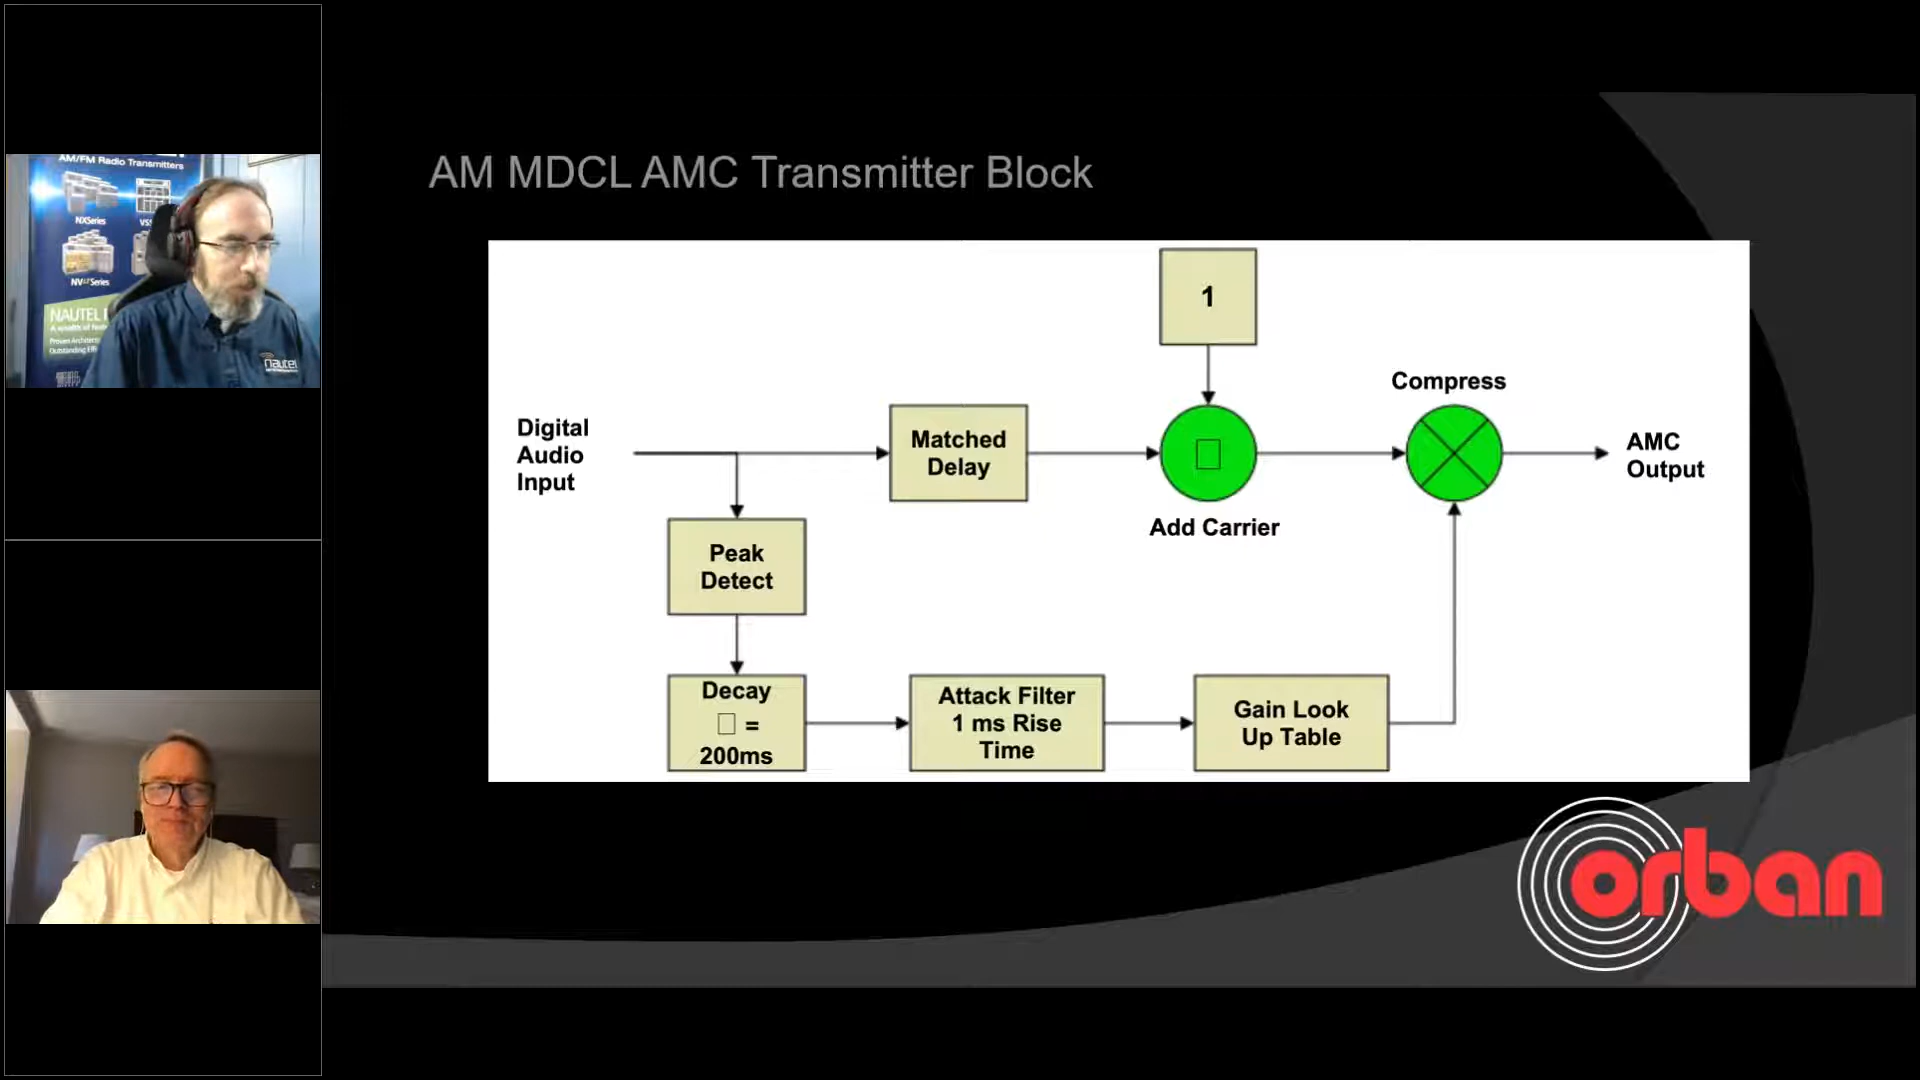 AM/FM Radio Transmitters
NXSeries
NVLTSeries
NAUTEL
nautel
AM MDCL AMC Transmitter Block
1
Compress
Digital
Audio
Input
Matched
Delay
AMC
Output
Add Carrier
Peak
Detect
Decay
=
200ms
Attack Filter
1 ms Rise
Time
Gain Look
Up Table
orban